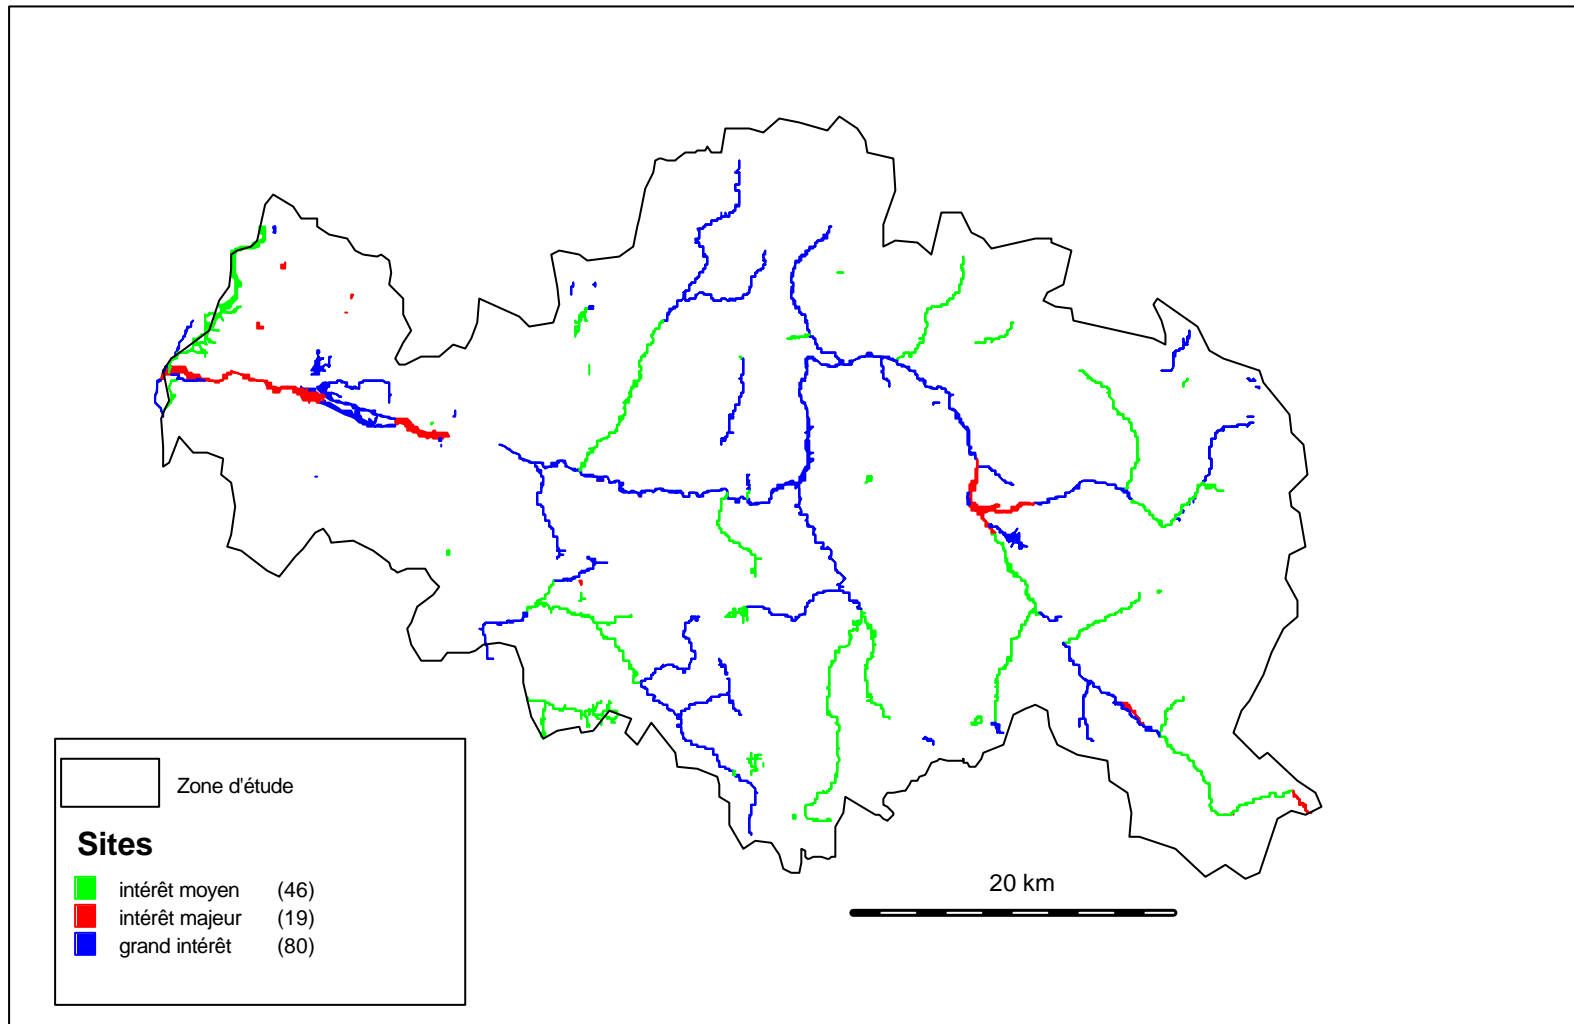 Zone d'étude
Sites
intérêt moyen (46)
intérêt majeur (19)
grand intérêt (80)
20 km